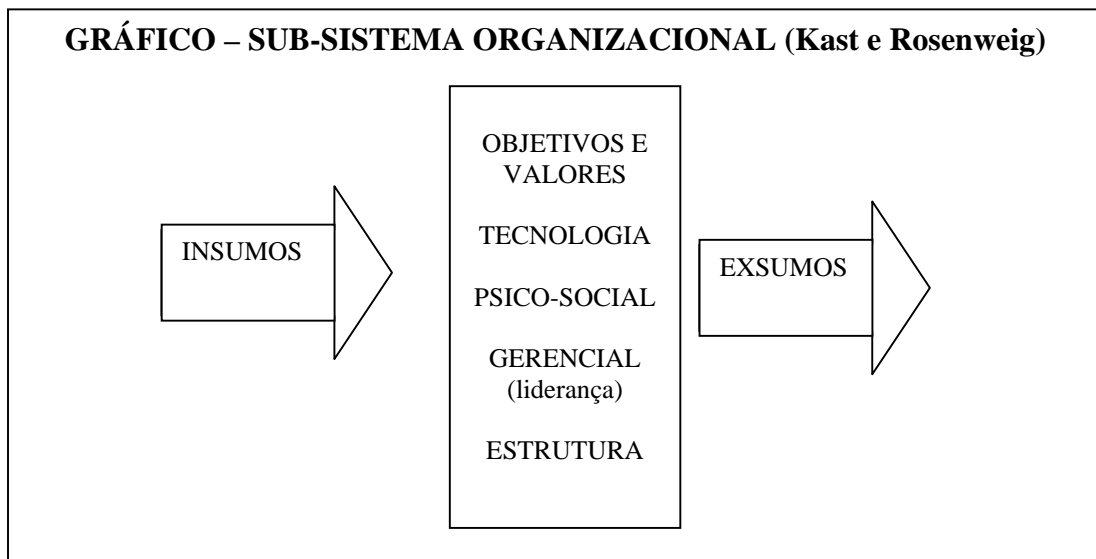 GRÁFICO – SUB-SISTEMA ORGANIZACIONAL (Kast e Rosenweig)
INSUMOS
OBJETIVOS E
VALORES
TECNOLOGIA
PSICO-SOCIAL
GERENCIAL
(liderança)
ESTRUTURA
EXSUMOS